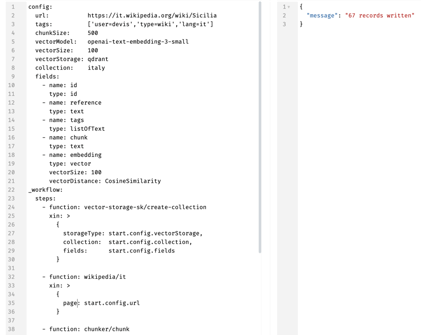 1 config:
2 url: https://it.wikipedia.org/wiki/Sicilia
3 tags: ['user=devis','type=wiki','lang=it']
4 chunkSize: 500
5 vectorModel: openai-text-embedding-3-small
6 vectorSize: 100
7 vectorStorage: qdrant
8 collection: italy
9 fields:
10 - name: id
11 type: id
12 - name: reference
13 type: text
14 - name: tags
15 type: listOfText
16 - name: chunk
17 type: text
18 - name: embedding
19 type: vector
20 vectorSize: 100
21 vectorDistance: CosineSimilarity
22 _workflow:
23 steps:
24 - function: vector-storage-sk/create-collection
25 xin: >
26 {
27 storageType: start.config.vectorStorage,
28 collection: start.config.collection,
29 fields: start.config.fields
30 }
31
32 - function: wikipedia/it
33 xin: >
34 {
35 page: start.config.url
36 }
37
38 - function: chunker/chunk
1 {
2 "message": "67 records written"
3 }